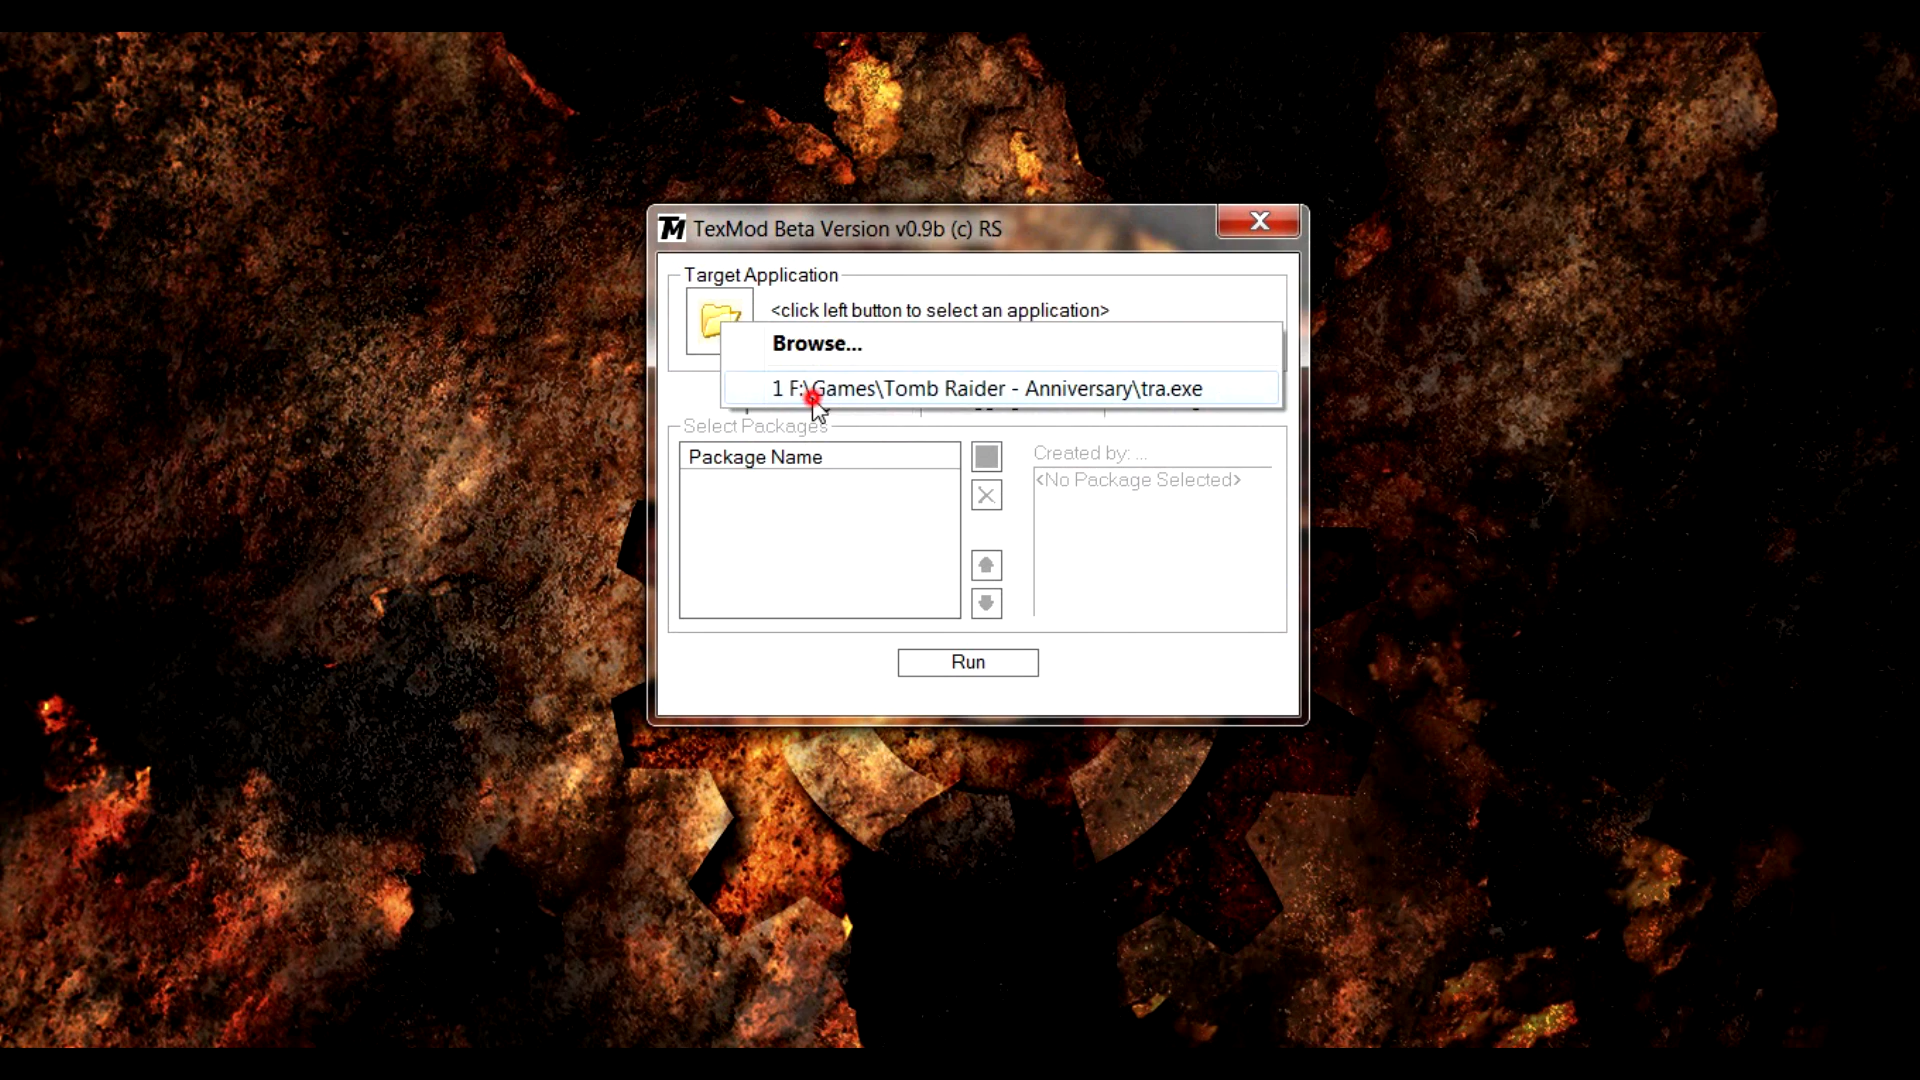 TM TexMod Beta Version v0.9b (c) RS
Target Application
<click left button to select an application>
Browse...
1 F:\Games\Tomb Raider - Anniversary\tra.exe
Select Packages
Package Name
Created by: ...
<No Package Selected>
Run